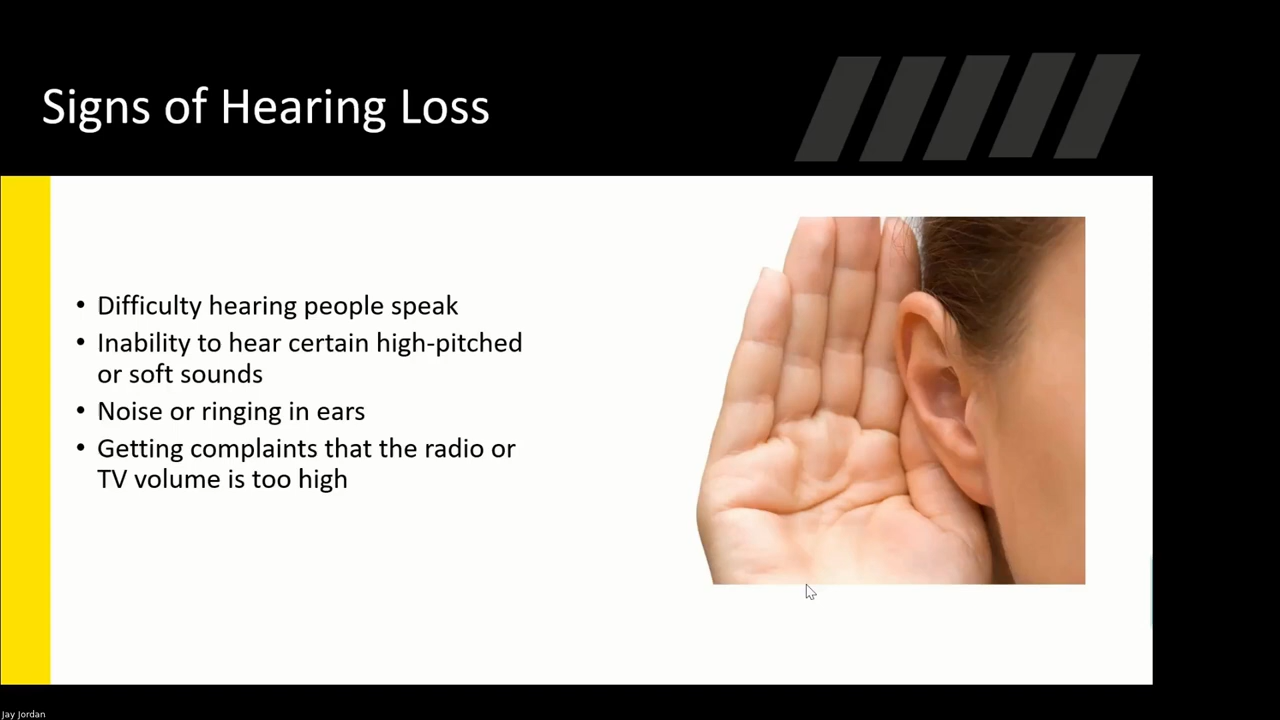 Signs of Hearing Loss
• Difficulty hearing people speak
• Inability to hear certain high-pitched
or soft sounds
• Noise or ringing in ears
• Getting complaints that the radio or
TV volume is too high
Jay Jordan